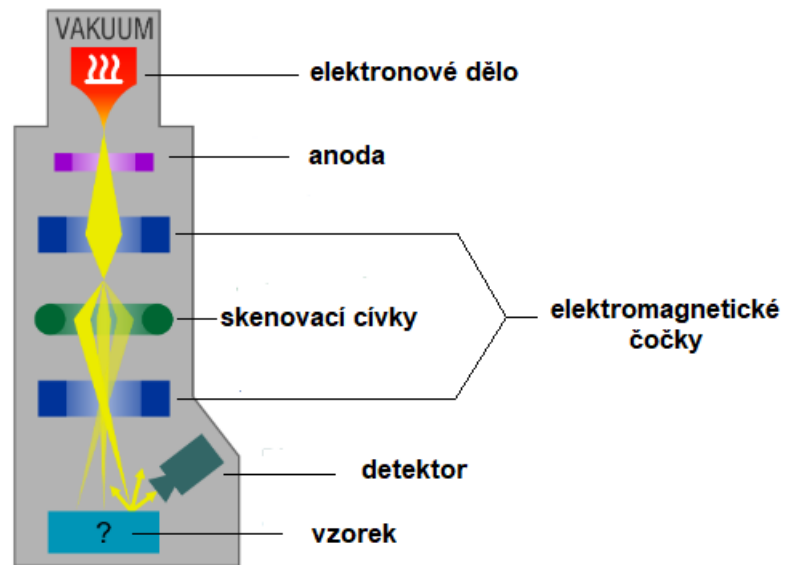 VAKUUM
elektronové dělo
anoda
skenovací cívky
elektromagnetické
čočky
detektor
?
vzorek